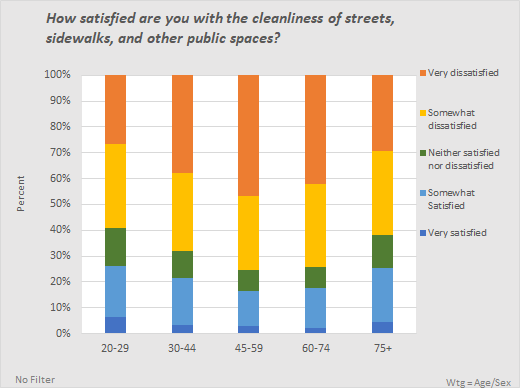 How satisfied are you with the cleanliness of streets,
sidewalks, and other public spaces?
100%
90%
80%
70%
60%
50%
40%
30%
20%
10%
0%
Percent
20-29
30-44
45-59
60-74
75+
Very dissatisfied
Somewhat
dissatisfied
Neither satisfied
nor dissatisfied
Somewhat
Satisfied
Very satisfied
No Filter
Wtg = Age/Sex